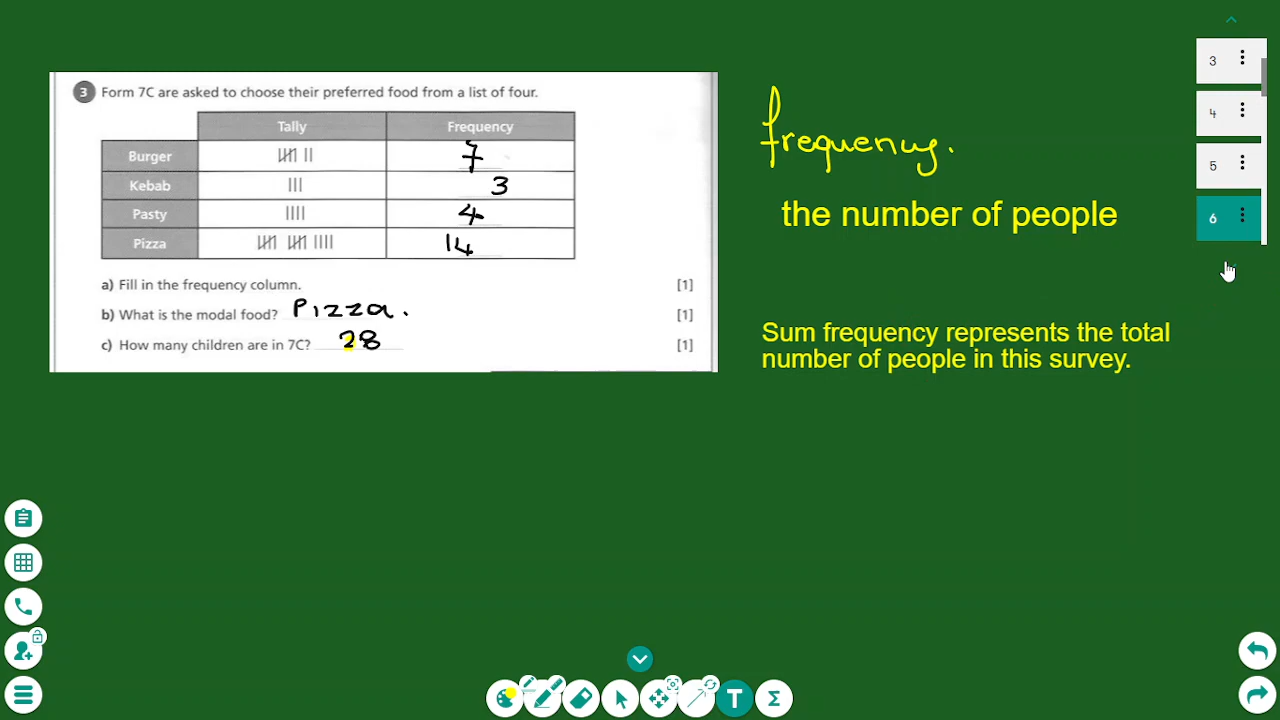 3 Form 7C are asked to choose their preferred food from a list of four.
Tally Frequency
Burger 7
Kebab 3
Pasty 4
Pizza 14
a) Fill in the frequency column. [1]
b) What is the modal food? Pizza. [1]
c) How many children are in 7C? 28 [1]
frequency.
the number of people
Sum frequency represents the total
number of people in this survey.
3
4
5
6
T
Σ